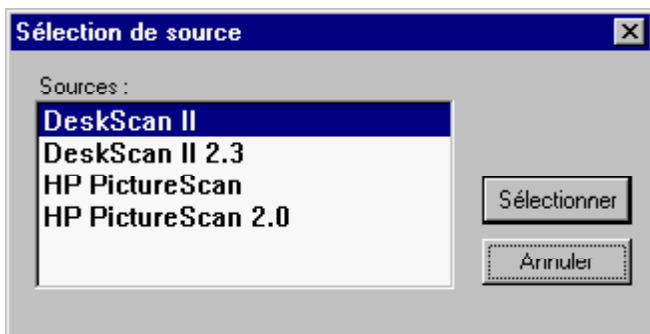 Sélection de source
Sources :
DeskScan II
DeskScan II 2.3
HP PictureScan
HP PictureScan 2.0
Sélectionner
Annuler